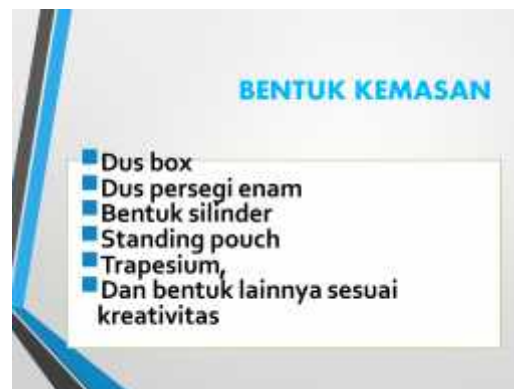 BENTUK KEMASAN
Dus box
Dus persegi enam
Bentuk silinder
Standing pouch
Trapesium,
Dan bentuk lainnya sesuai
kreativitas